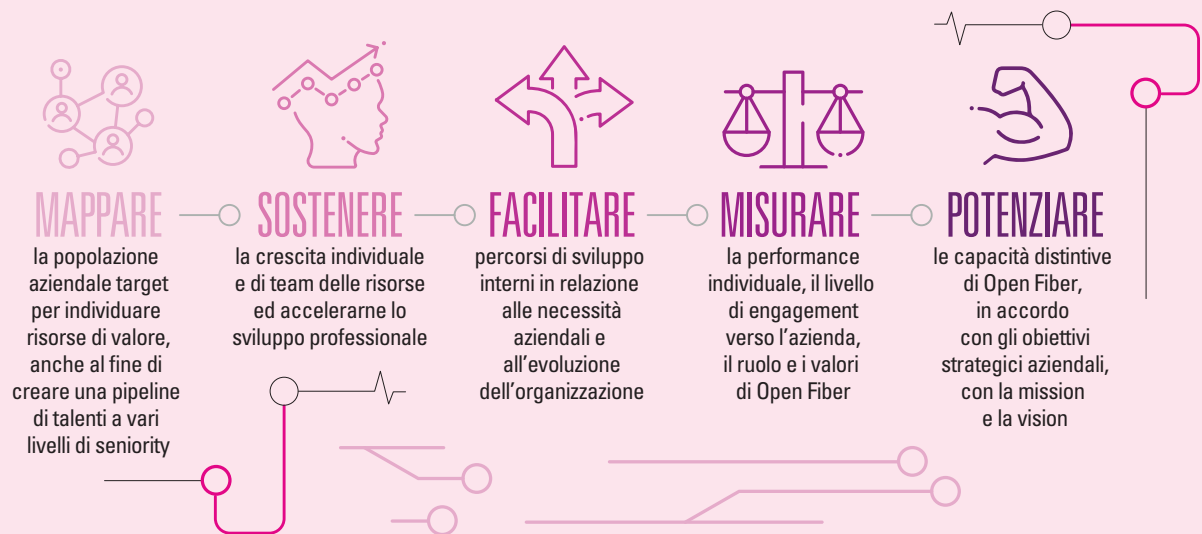 MAPPARE
la popolazione
aziendale target
per individuare
risorse di valore,
anche al fine di
creare una pipeline
di talenti a vari
livelli di seniority
SOSTENERE
la crescita individuale
e di team delle risorse
ed accelerarne lo
sviluppo professionale
FACILITARE
percorsi di sviluppo
interni in relazione
alle necessità
aziendali e
all'evoluzione
dell'organizzazione
MISURARE
la performance
individuale, il livello
di engagement
verso l'azienda,
il ruolo e i valori
di Open Fiber
POTENZIARE
le capacità distintive
di Open Fiber,
in accordo
con gli obiettivi
strategici aziendali,
con la mission
e la vision